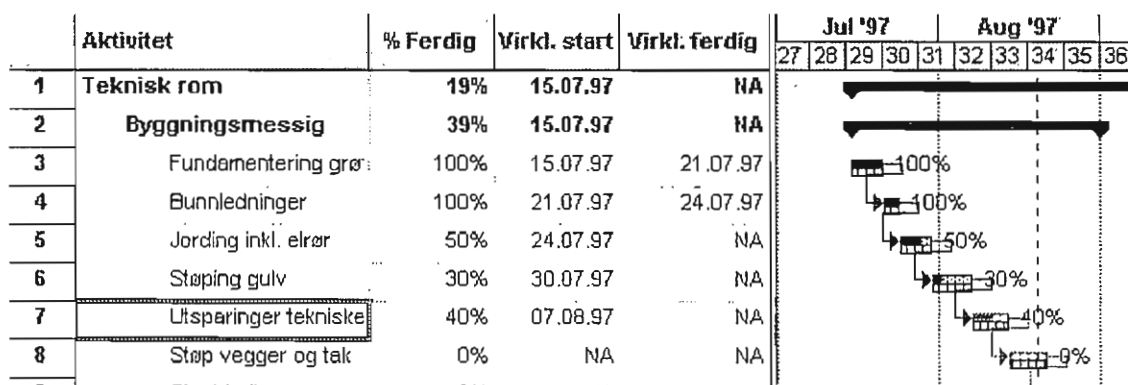 Jul '97 Aug '97
Aktivitet % Ferdig Virkl. start Virkl. ferdig 27 28 29 30 31 32 33 34 35 36
1 Teknisk rom 19% 15.07.97 NA
2 Byggningsmessig 39% 15.07.97 NA
3 Fundamentering grør 100% 15.07.97 21.07.97 100%
4 Bunnledninger 100% 21.07.97 24.07.97 100%
5 Jording inkl. elrør 50% 24.07.97 NA 50%
6 Støping gulv 30% 30.07.97 NA 30%
7 Utsparinger tekniske 40% 07.08.97 NA 40%
8 Støp vegger og tak 0% NA NA 0%